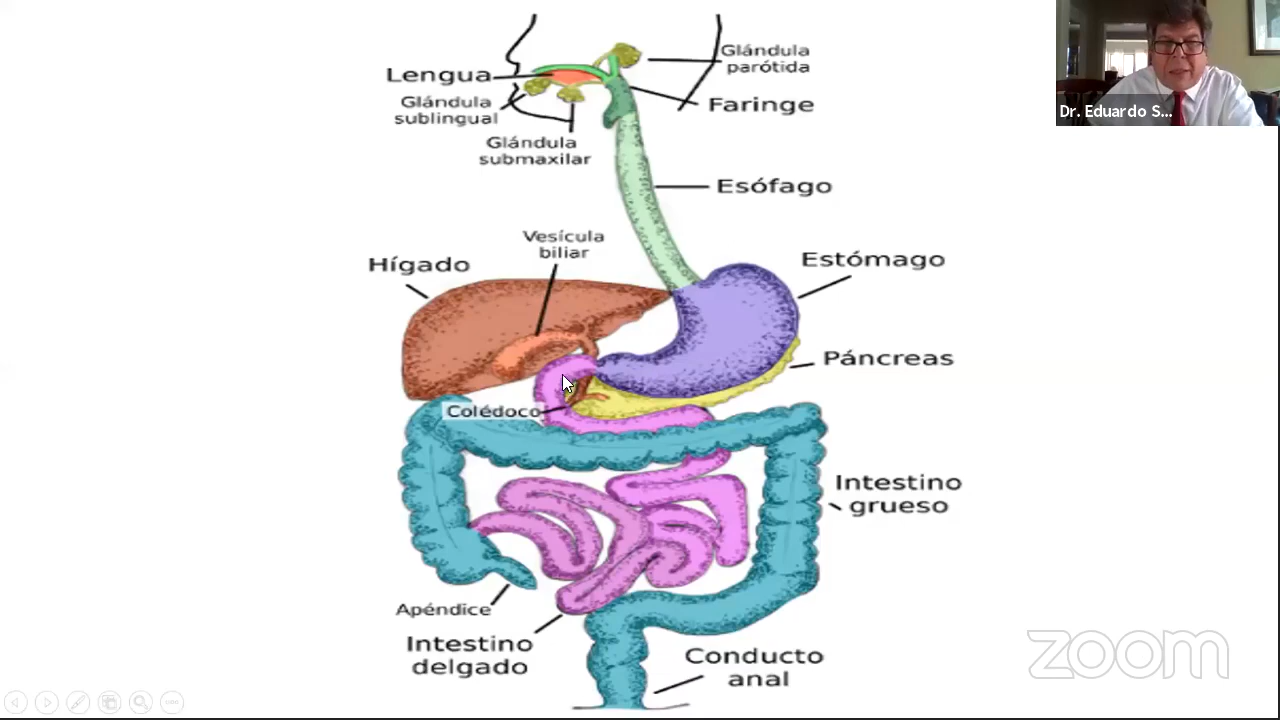 Glándula
parótida
Lengua
Glándula
sublingual
Faringe
Glándula
submaxilar
Esófago
Vesícula
biliar
Hígado
Estómago
Páncreas
Colédoco
Intestino
grueso
Apéndice
Intestino
delgado
Conducto
anal
Dr. Eduardo S...
zoom